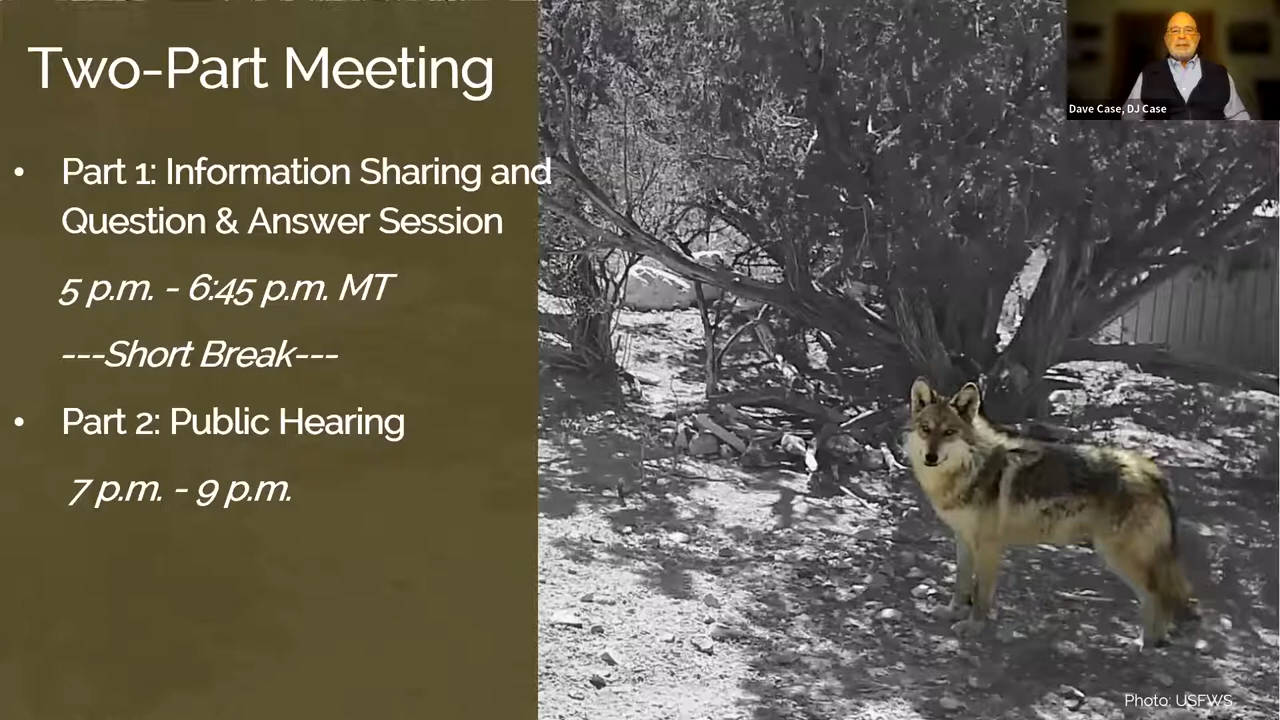 Two-Part Meeting
• Part 1: Information Sharing and
Question & Answer Session
5 p.m. - 6:45 p.m. MT
---Short Break---
• Part 2: Public Hearing
7 p.m. - 9 p.m.
Dave Case, DJ Case
Photo: USFWS